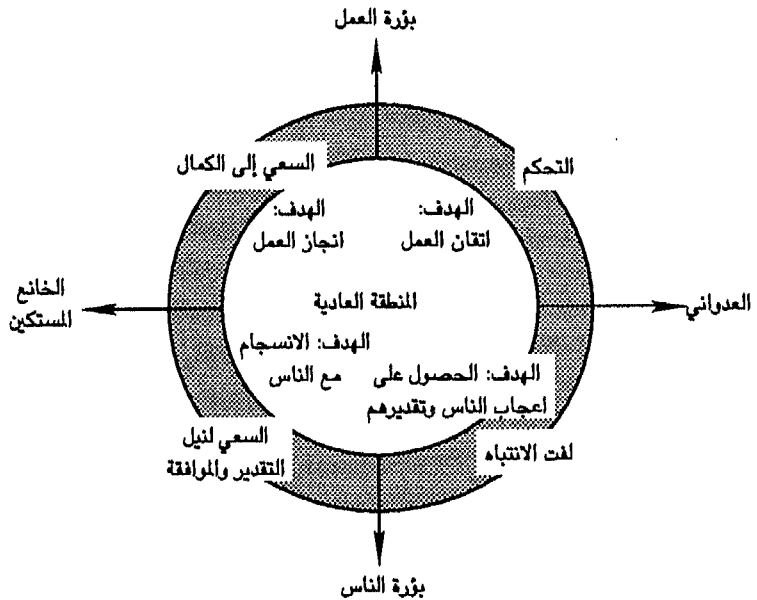 بؤرة العمل
التحكم
السعي إلى الكمال
الهدف:
اتقان العمل
الهدف:
انجاز العمل
المنطقة العادية
العدواني
الخانع
المستكين
الهدف: الانسجام
مع الناس
الهدف: الحصول على
اعجاب الناس وتقديرهم
لفت الانتباه
السعي لنيل
التقدير والموافقة
بؤرة الناس